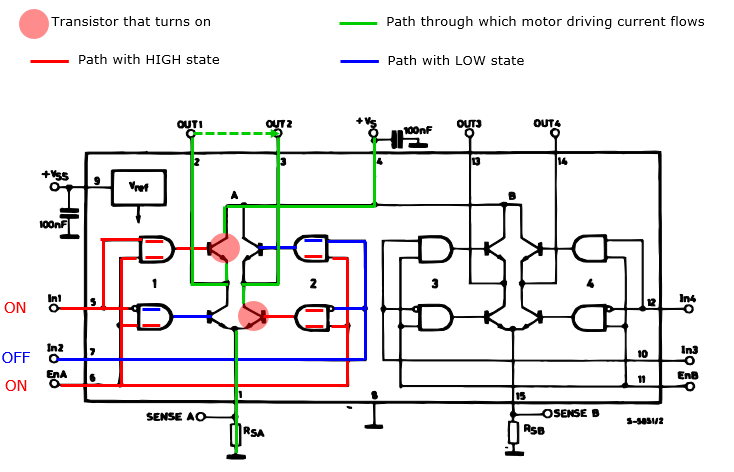 Transistor that turns on
Path through which motor driving current flows
Path with HIGH state
Path with LOW state
OUT1
OUT2
+VS
100nF
OUT3
OUT4
2
3
4
13
14
+VSS
9
Vref
100nF
A
B
1
2
3
4
ON
In1
5
12
In4
OFF
In2
7
10
In3
ON
EnA
6
11
EnB
1
8
15
SENSE A
SENSE B
S-5851/2
RSA
RSB